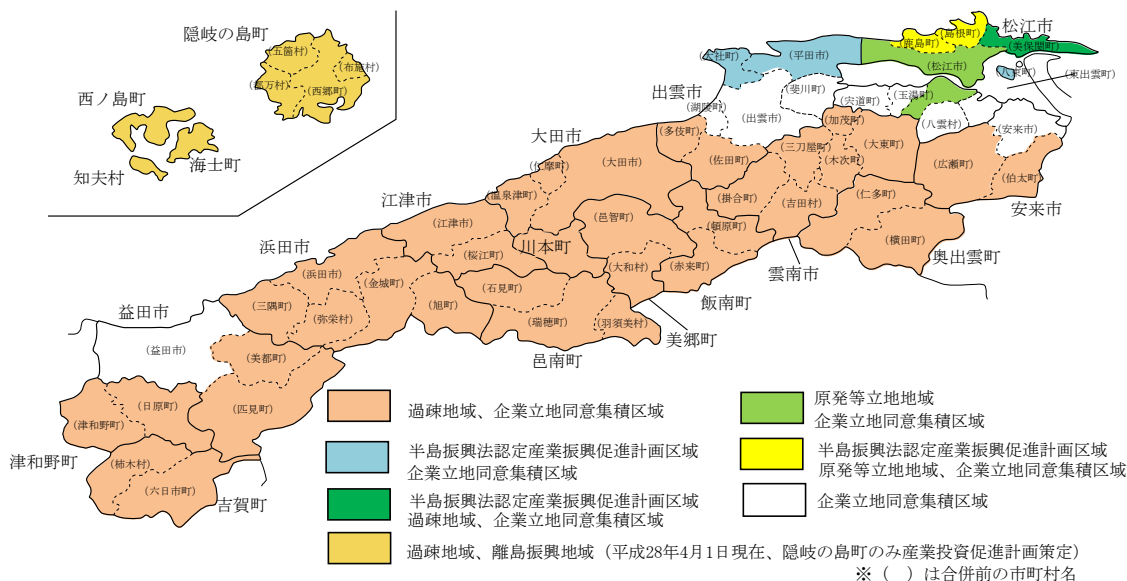 隠岐の島町
(五箇村)
(布施村)
(都万村)
(西郷町)
西ノ島町
海士町
知夫村
松江市
(島根町)
(鹿島町)
(美保関町)
(松江市)
(八束町)
(東出雲町)
(大社町)
(平田市)
出雲市
(斐川町)
(湖陵町)
(出雲市)
(宍道町)
(玉湯町)
(八雲村)
(安来市)
大田市
(多伎町)
(加茂町)
(大東町)
(三刀屋町)
(木次町)
(広瀬町)
(伯太町)
安来市
(仁摩町)
(大田市)
(佐田町)
(掛合町)
(吉田村)
(仁多町)
(横田町)
奥出雲町
雲南市
江津市
(温泉津町)
(江津市)
(邑智町)
川本町
(頓原町)
(桜江町)
(大和村)
(赤来町)
飯南町
浜田市
(浜田市)
(金城町)
(石見町)
(三隅町)
(弥栄村)
(旭町)
(瑞穂町)
(羽須美村)
美郷町
邑南町
益田市
(益田市)
(美都町)
(匹見町)
(日原町)
(津和野町)
津和野町
(柿木村)
(六日市町)
吉賀町
過疎地域、企業立地同意集積区域
半島振興法認定産業振興促進計画区域
企業立地同意集積区域
半島振興法認定産業振興促進計画区域
過疎地域、企業立地同意集積区域
過疎地域、離島振興地域（平成28年4月1日現在、隠岐の島町のみ産業投資促進計画策定）
原発等立地地域
企業立地同意集積区域
半島振興法認定産業振興促進計画区域
原発等立地地域、企業立地同意集積区域
企業立地同意集積区域
※（　）は合併前の市町村名